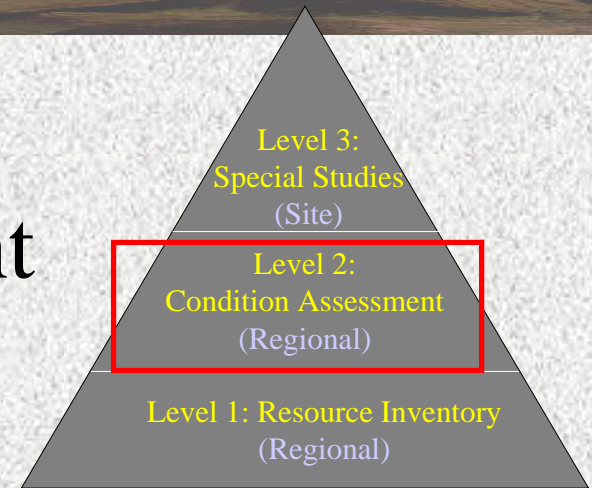 Level 3:
Special Studies
(Site)
Level 2:
Condition Assessment
(Regional)
Level 1: Resource Inventory
(Regional)